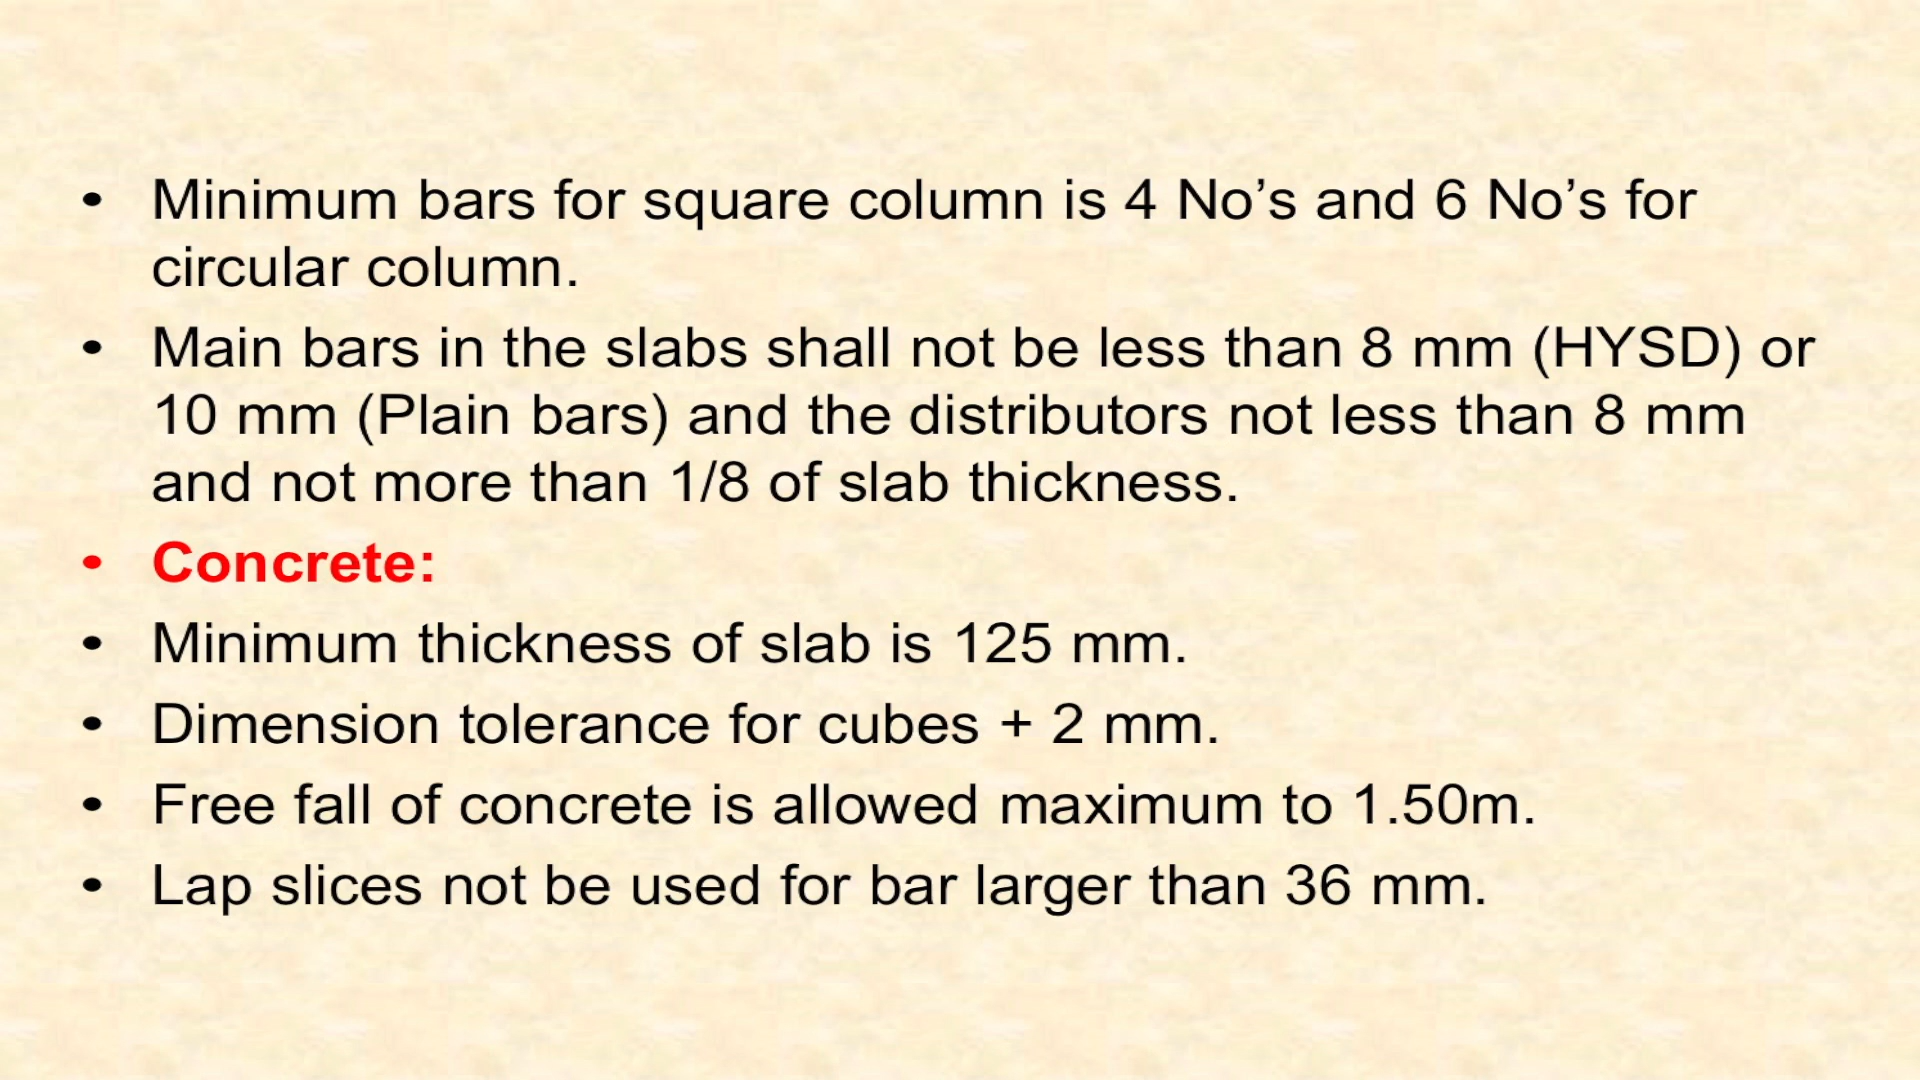 • Minimum bars for square column is 4 No’s and 6 No’s for
circular column.
• Main bars in the slabs shall not be less than 8 mm (HYSD) or
10 mm (Plain bars) and the distributors not less than 8 mm
and not more than 1/8 of slab thickness.
• Concrete:
• Minimum thickness of slab is 125 mm.
• Dimension tolerance for cubes + 2 mm.
• Free fall of concrete is allowed maximum to 1.50m.
• Lap slices not be used for bar larger than 36 mm.